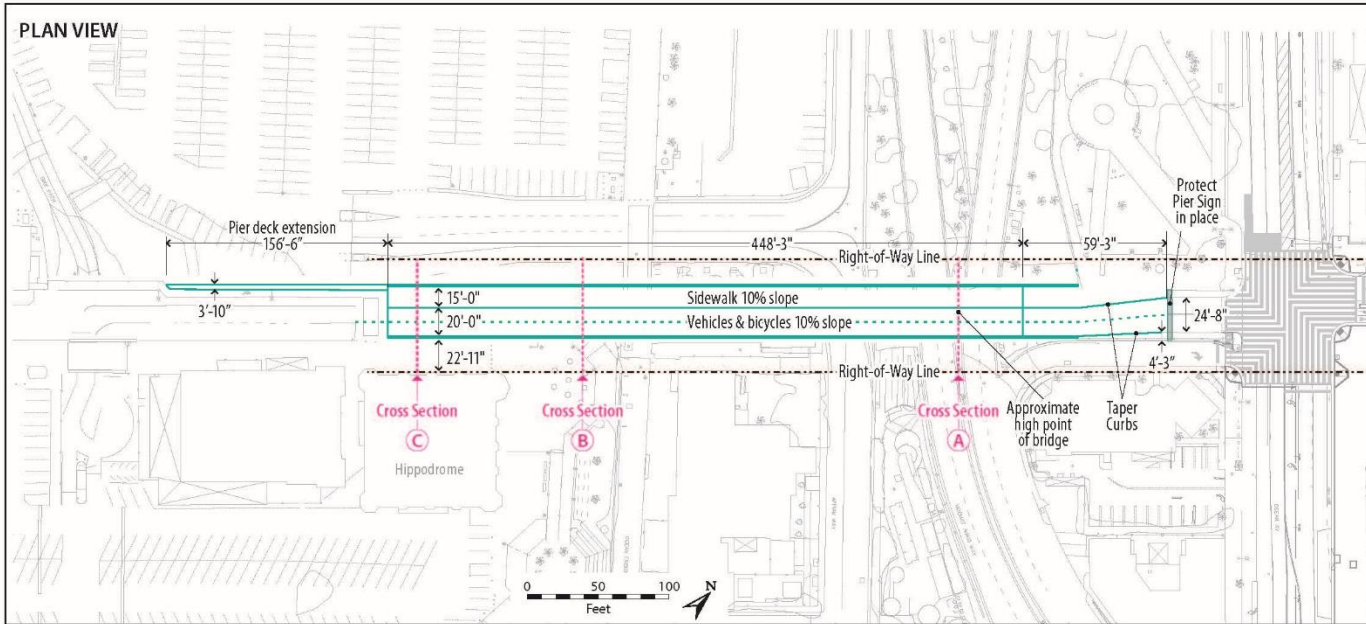 PLAN VIEW
Protect
Pier Sign
in place
Pier deck extension
156'-6"
448'-3"
59'-3"
Right-of-Way Line
15'-0"
Sidewalk 10% slope
3'-10"
20'-0"
Vehicles & bicycles 10% slope
24'-8"
22'-11"
4'-3"
Right-of-Way Line
Cross Section
C
Cross Section
B
Cross Section
A
Approximate
high point
of bridge
Taper
Curbs
Hippodrome
0 50 100
Feet
N